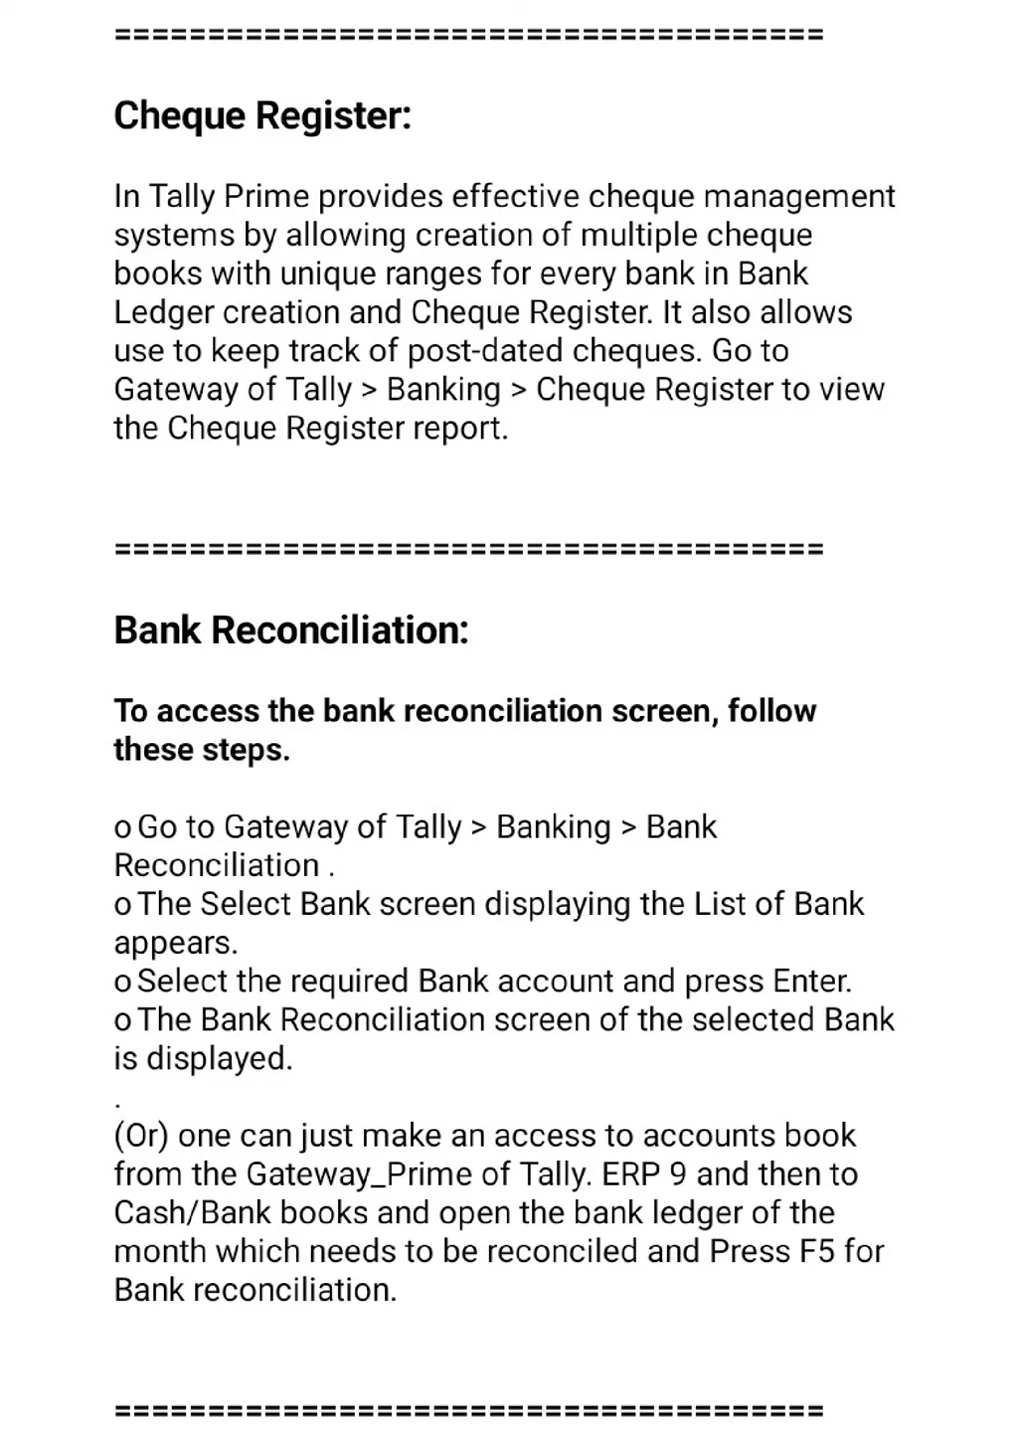 ======================================
Cheque Register:
In Tally Prime provides effective cheque management
systems by allowing creation of multiple cheque
books with unique ranges for every bank in Bank
Ledger creation and Cheque Register. It also allows
use to keep track of post-dated cheques. Go to
Gateway of Tally > Banking > Cheque Register to view
the Cheque Register report.
======================================
Bank Reconciliation:
To access the bank reconciliation screen, follow
these steps.
o Go to Gateway of Tally > Banking > Bank
Reconciliation .
o The Select Bank screen displaying the List of Bank
appears.
o Select the required Bank account and press Enter.
o The Bank Reconciliation screen of the selected Bank
is displayed.
.
(Or) one can just make an access to accounts book
from the Gateway_Prime of Tally. ERP 9 and then to
Cash/Bank books and open the bank ledger of the
month which needs to be reconciled and Press F5 for
Bank reconciliation.
======================================